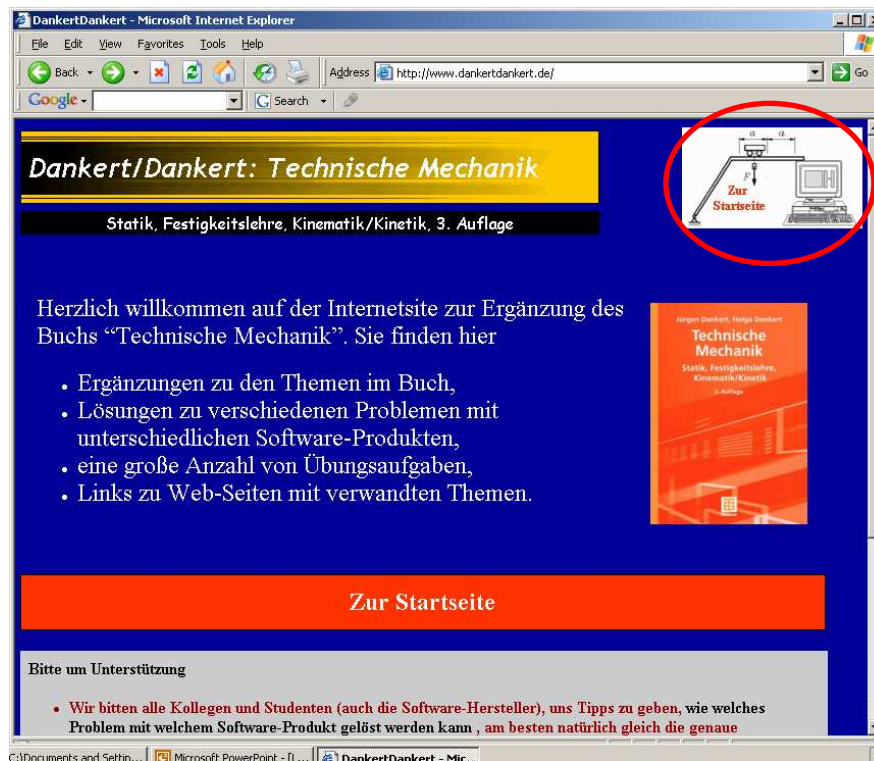 DankertDankert - Microsoft Internet Explorer
File Edit View Favorites Tools Help
Back Address http://www.dankertdankert.de/ Go
Google Search
Dankert/Dankert: Technische Mechanik
Statik, Festigkeitslehre, Kinematik/Kinetik, 3. Auflage
a a
F
Zur
Startseite
Herzlich willkommen auf der Internetsite zur Ergänzung des
Buchs “Technische Mechanik”. Sie finden hier
Ergänzungen zu den Themen im Buch,
Lösungen zu verschiedenen Problemen mit
unterschiedlichen Software-Produkten,
eine große Anzahl von Übungsaufgaben,
Links zu Web-Seiten mit verwandten Themen.
Jürgen Dankert, Helga Dankert
Technische
Mechanik
Statik, Festigkeitslehre,
Kinematik/Kinetik
3. Auflage
Zur Startseite
Bitte um Unterstützung
Wir bitten alle Kollegen und Studenten (auch die Software-Hersteller), uns Tipps zu geben, wie welches
Problem mit welchem Software-Produkt gelöst werden kann , am besten natürlich gleich die genaue
C:\Documents and Settin... Microsoft PowerPoint - [L... DankertDankert - Mic...